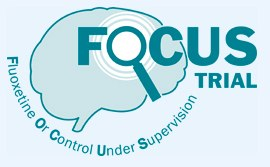 FOCUS
TRIAL
Fluoxetine Or Control Under Supervision